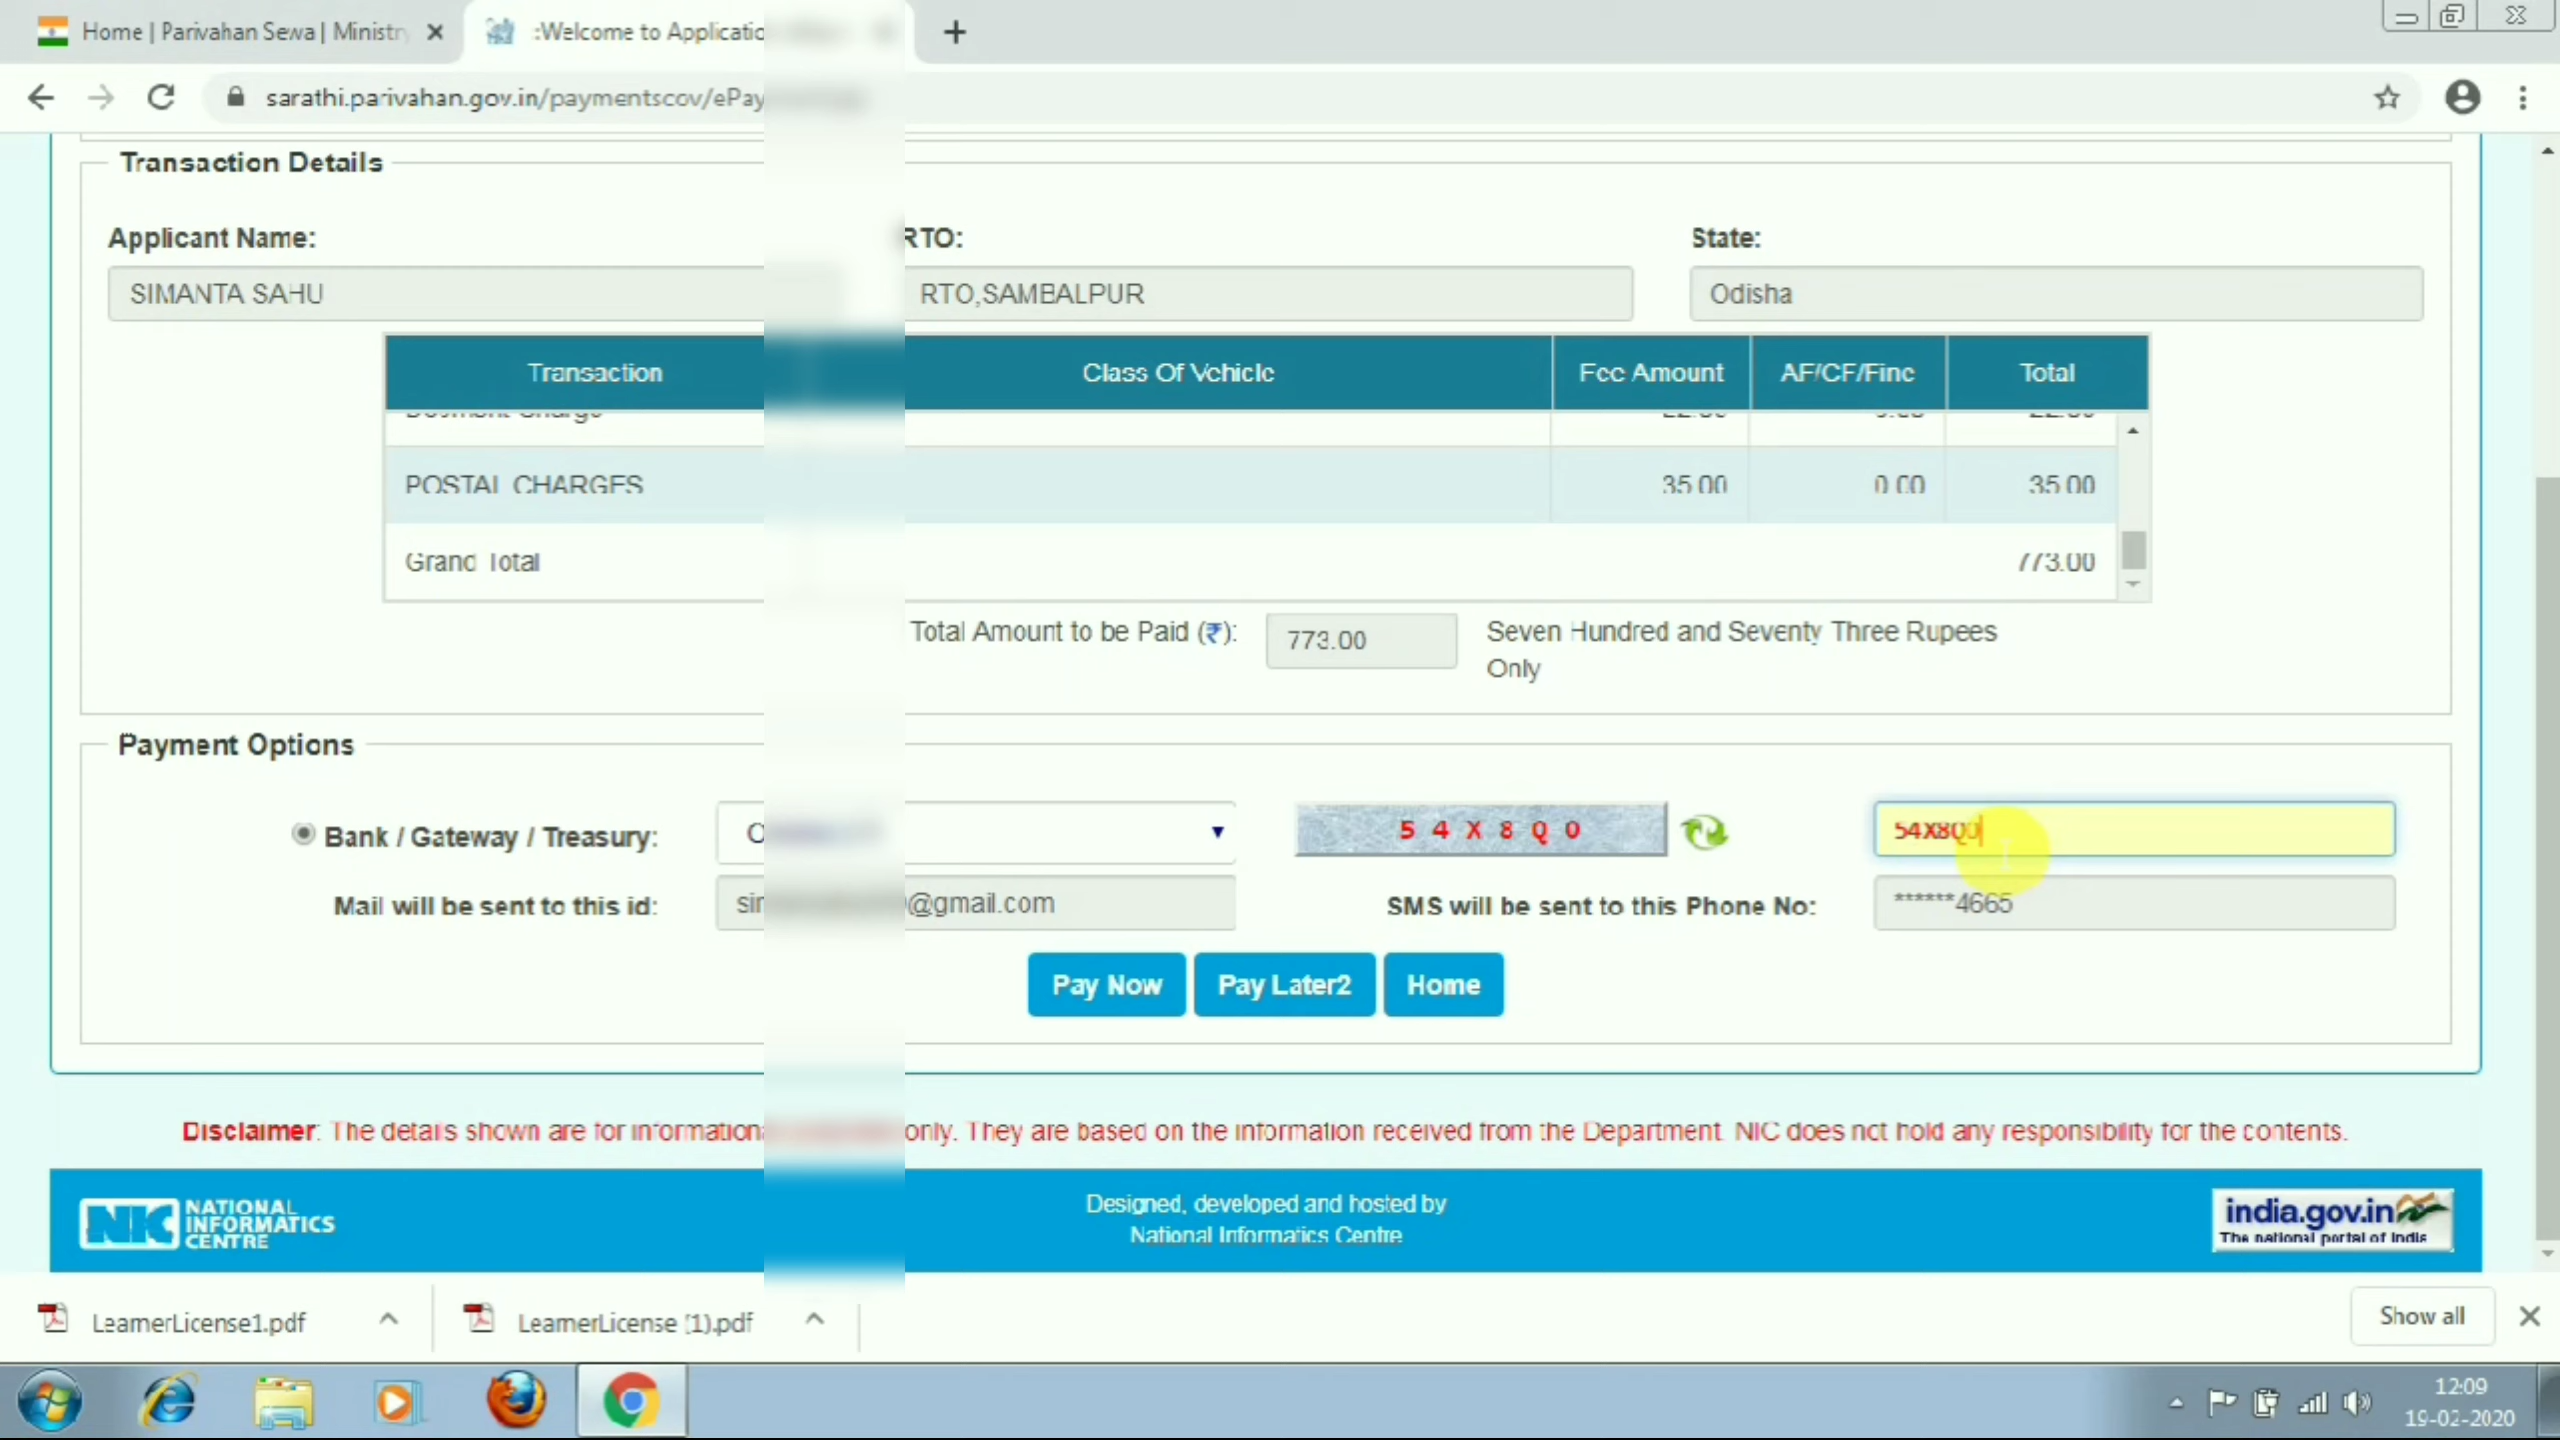 Home | Parivahan Sewa | Ministr
:Welcome to Applicatio
sarathi.parivahan.gov.in/paymentscov/ePay
Transaction Details
Applicant Name:
RTO:
State:
SIMANTA SAHU
RTO,SAMBALPUR
Odisha
Transaction Class Of Vehicle Fee Amount AF/CF/Fine Total
POSTAL CHARGES 35.00 0.00 35.00
Grand Total 773.00
Total Amount to be Paid (₹): 773.00 Seven Hundred and Seventy Three Rupees
Only
Payment Options
Bank / Gateway / Treasury:
5 4 X 8 Q 0
54X8Q0
Mail will be sent to this id: @gmail.com SMS will be sent to this Phone No: ******4665
Pay Now Pay Later2 Home
Disclaimer: The details shown are for information only. They are based on the information received from the Department. NIC does not hold any responsibility for the contents.
NIC NATIONAL
INFORMATICS
CENTRE
Designed, developed and hosted by
National Informatics Centre
india.gov.in
The national portal of India
LearnerLicense1.pdf
LearnerLicense (1).pdf
Show all
12:09
19-02-2020